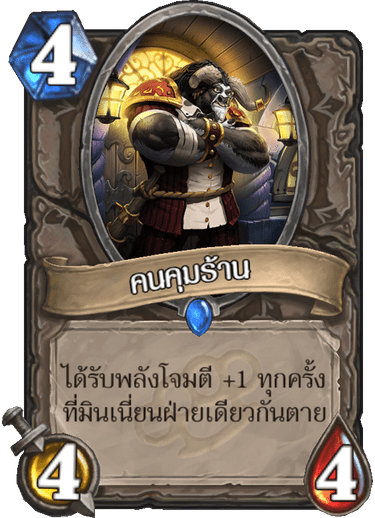 4
คนคุมร้าน
ได้รับพลังโจมตี +1 ทุกครั้ง
ที่มินเนี่ยนฝ่ายเดียวกันตาย
4
4